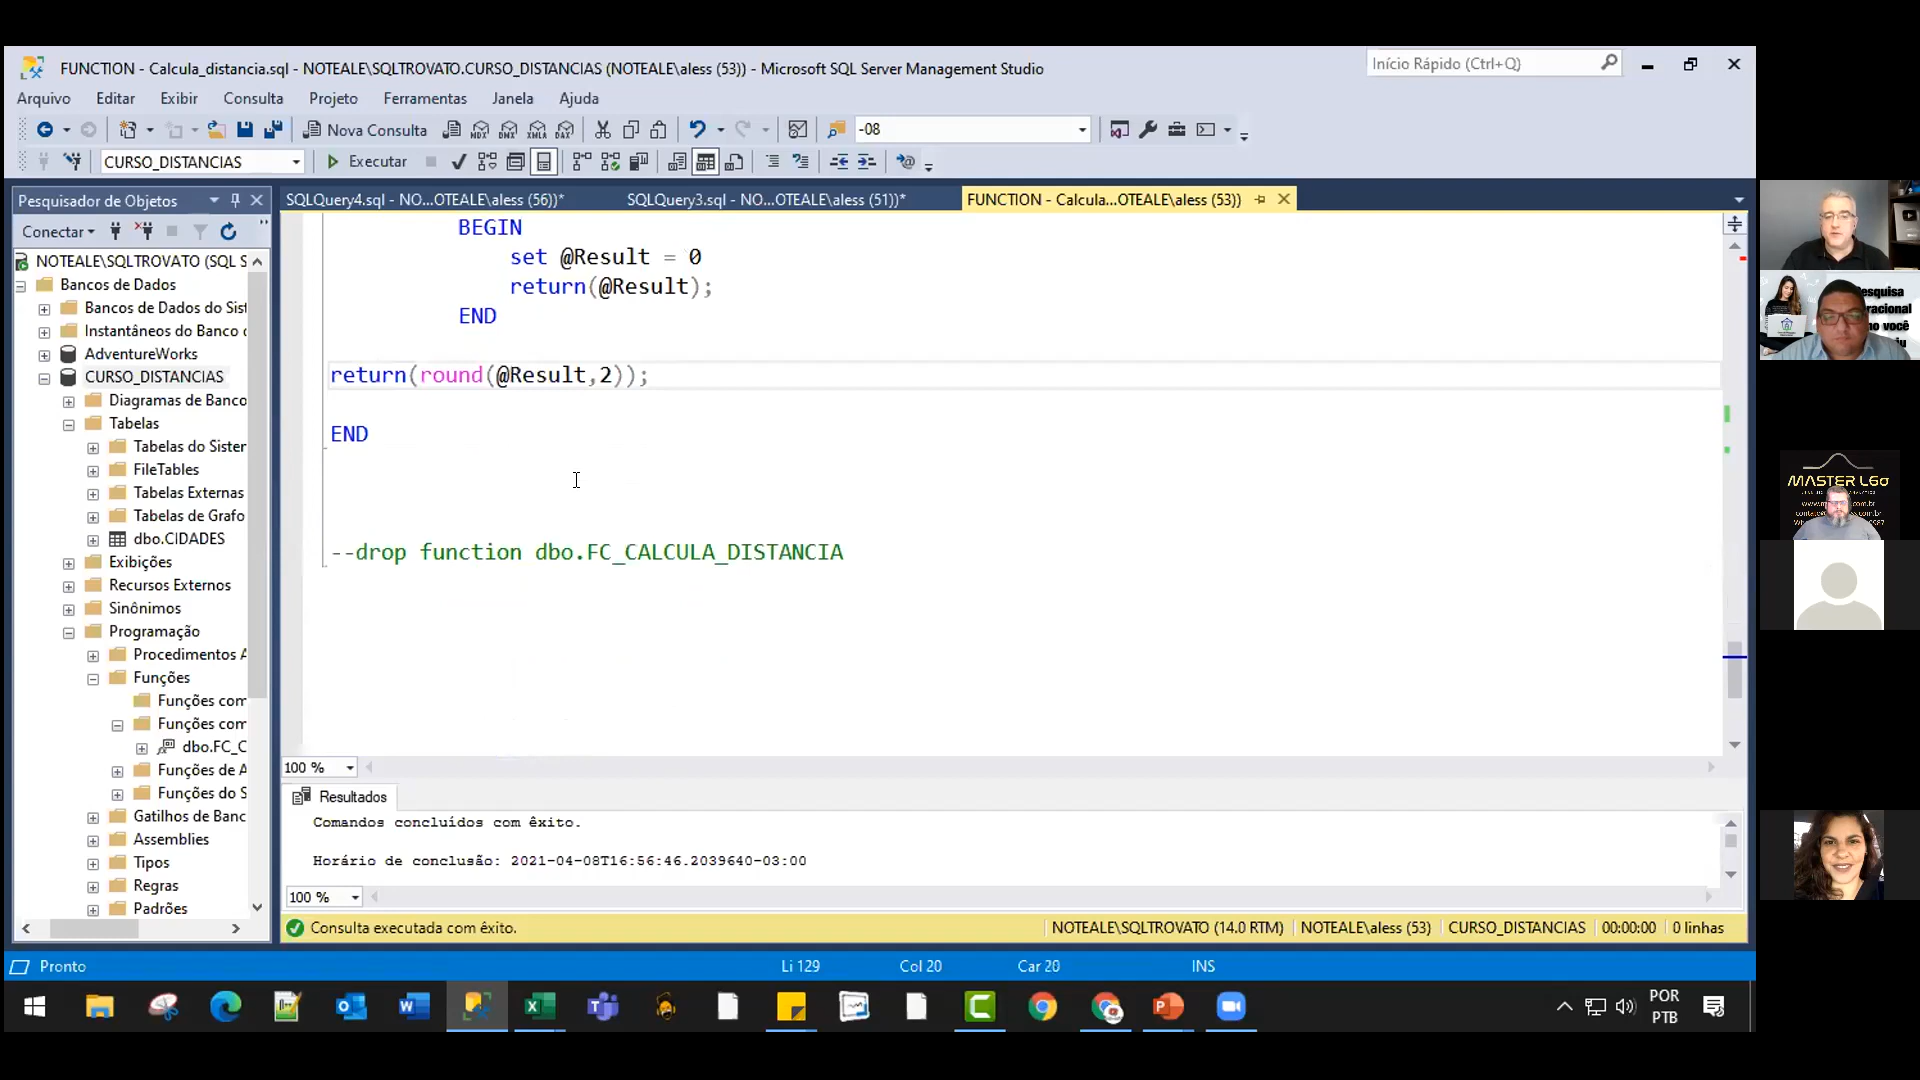 FUNCTION - Calcula_distancia.sql - NOTEALE\SQLTROVATO.CURSO_DISTANCIAS (NOTEALE\aless (53)) - Microsoft SQL Server Management Studio
Início Rápido (Ctrl+Q)
Arquivo Editar Exibir Consulta Projeto Ferramentas Janela Ajuda
Nova Consulta MDX DMX XMLA DAX -08
CURSO_DISTANCIAS Executar
Pesquisador de Objetos
SQLQuery4.sql - NO...OTEALE\aless (56))*
SQLQuery3.sql - NO...OTEALE\aless (51))*
FUNCTION - Calcula...OTEALE\aless (53))
Conectar
NOTEALE\SQLTROVATO (SQL S
Bancos de Dados
Bancos de Dados do Sist
Instantâneos do Banco
AdventureWorks
CURSO_DISTANCIAS
Diagramas de Banco
Tabelas
Tabelas do Sister
FileTables
Tabelas Externas
Tabelas de Grafo
dbo.CIDADES
Exibições
Recursos Externos
Sinônimos
Programação
Procedimentos A
Funções
Funções com
Funções com
dbo.FC_C
Funções de A
Funções do S
Gatilhos de Banc
Assemblies
Tipos
Regras
Padrões
BEGIN
set @Result = 0
return(@Result);
END
return(round(@Result,2));
END
--drop function dbo.FC_CALCULA_DISTANCIA
100 %
Resultados
Comandos concluídos com êxito.
Horário de conclusão: 2021-04-08T16:56:46.2039640-03:00
100 %
Consulta executada com êxito.
NOTEALE\SQLTROVATO (14.0 RTM) NOTEALE\aless (53) CURSO_DISTANCIAS 00:00:00 0 linhas
Pronto
Li 129 Col 20 Car 20 INS
POR
PTB
MASTER LGσ